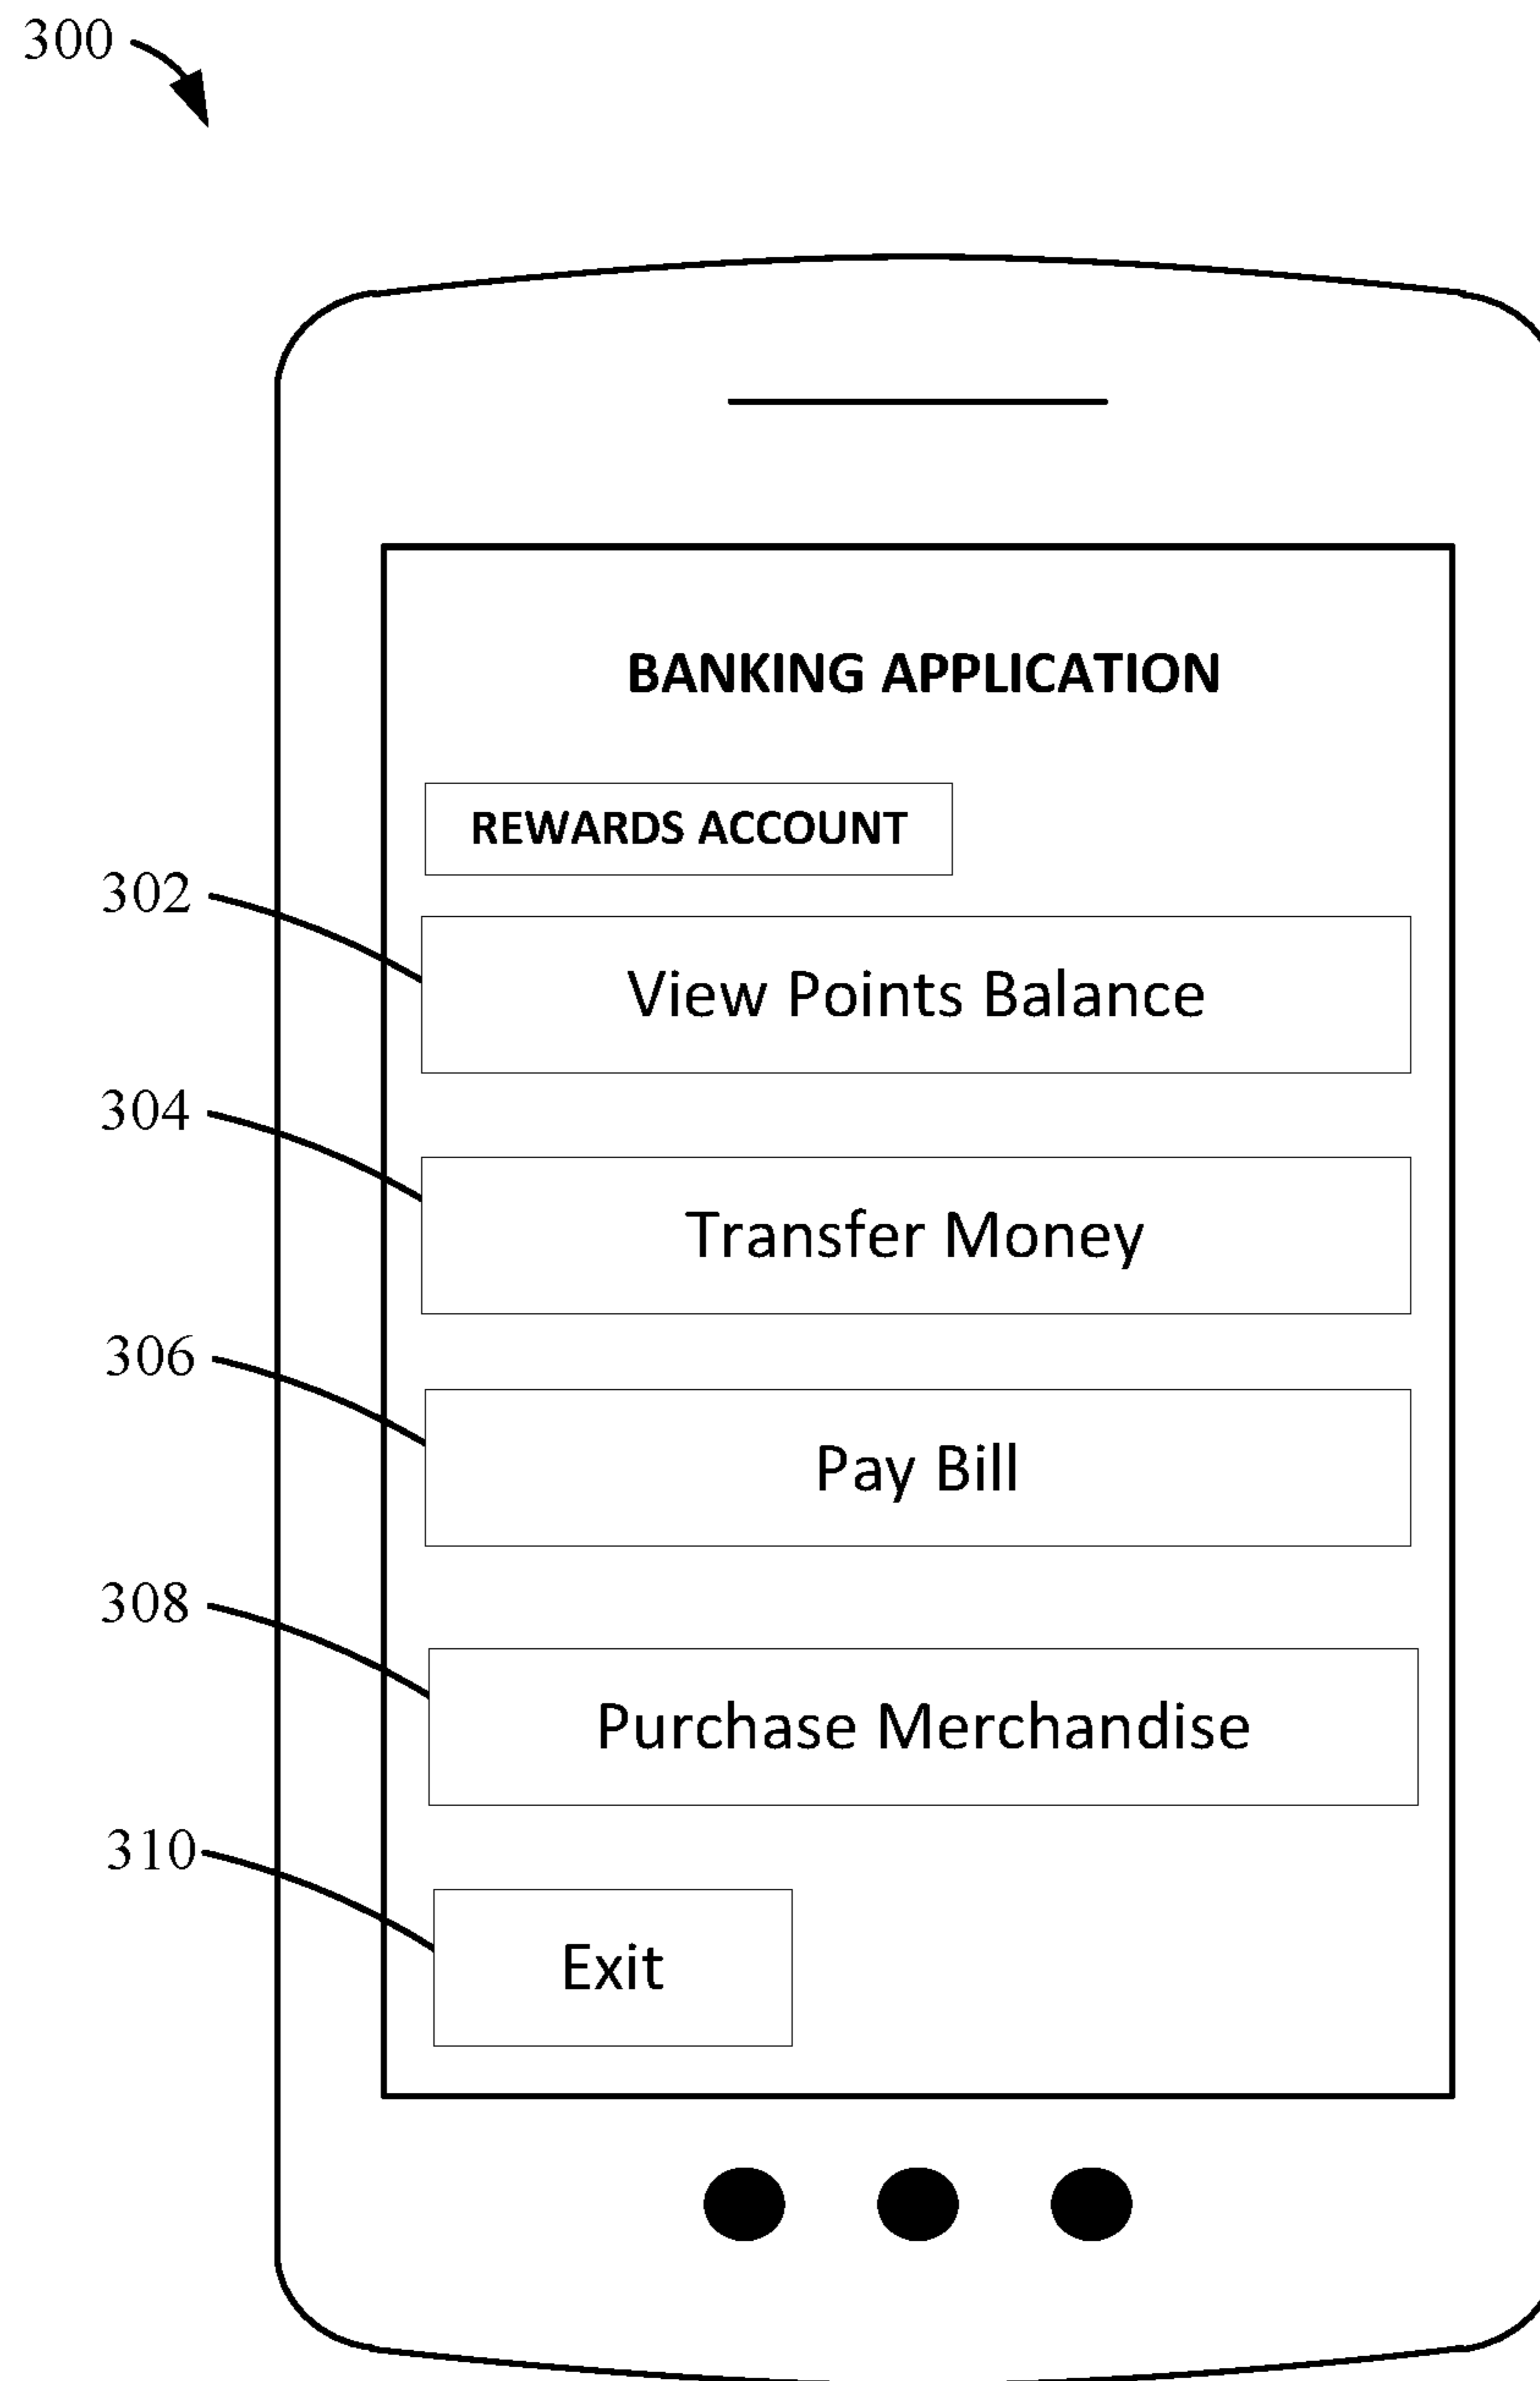 300
BANKING APPLICATION
REWARDS ACCOUNT
302
View Points Balance
304
Transfer Money
306
Pay Bill
308
Purchase Merchandise
310
Exit